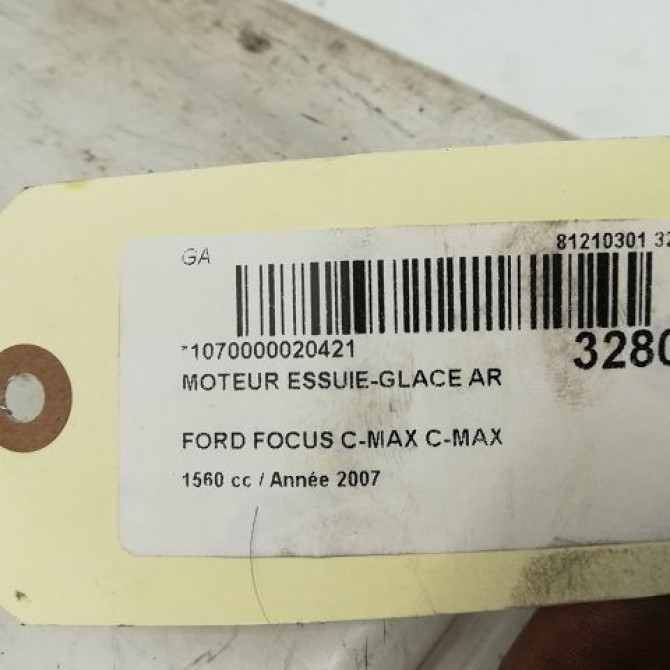 GA
81210301 32
*1070000020421
3280
MOTEUR ESSUIE-GLACE AR
FORD FOCUS C-MAX C-MAX
1560 cc / Année 2007